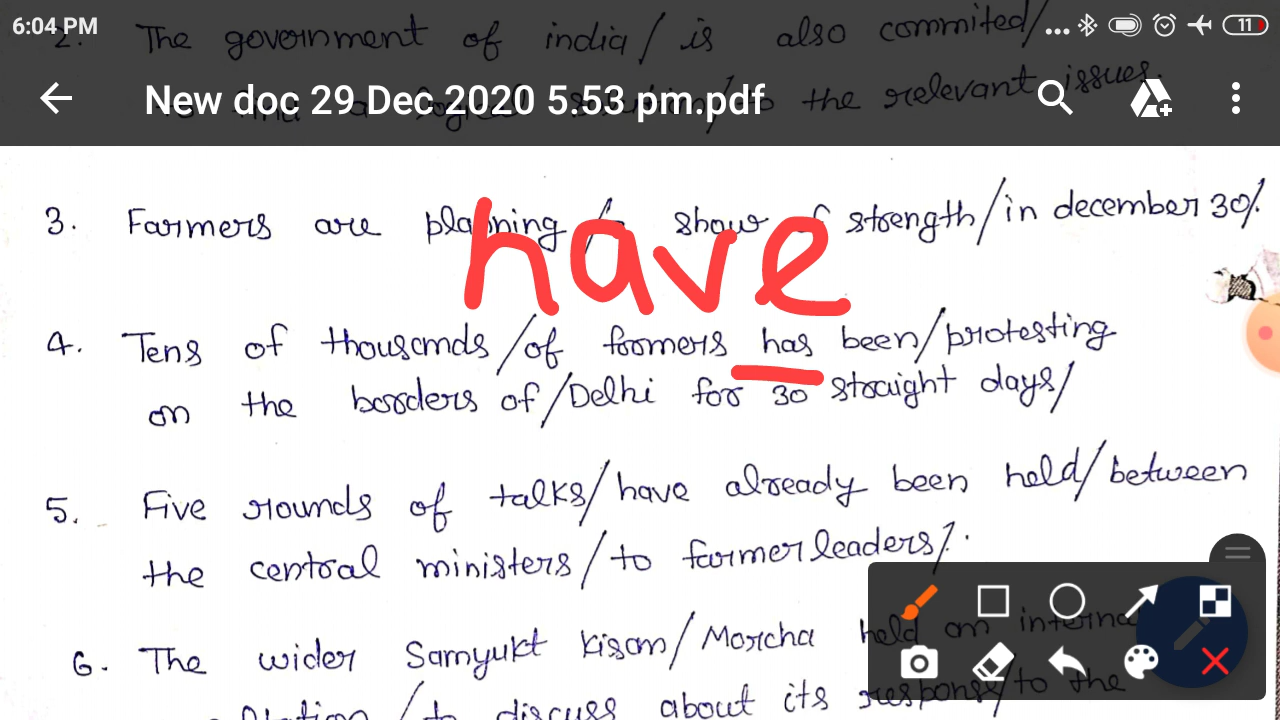 6:04 PM
11
2. The government of india / is also commited/
the relevant issues.
New doc 29 Dec 2020 5.53 pm.pdf
3. Farmers are planning / show of strength / in december 30/.
have
4. Tens of thousands / of farmers has been / protesting
on the borders of / Delhi for 30 straight days/
5. Five rounds of talks / have already been held / between
the central ministers / to farmer leaders/.
6. The wider Samyukt Kisan / Morcha held an interna
/ to discuss about its response / to the